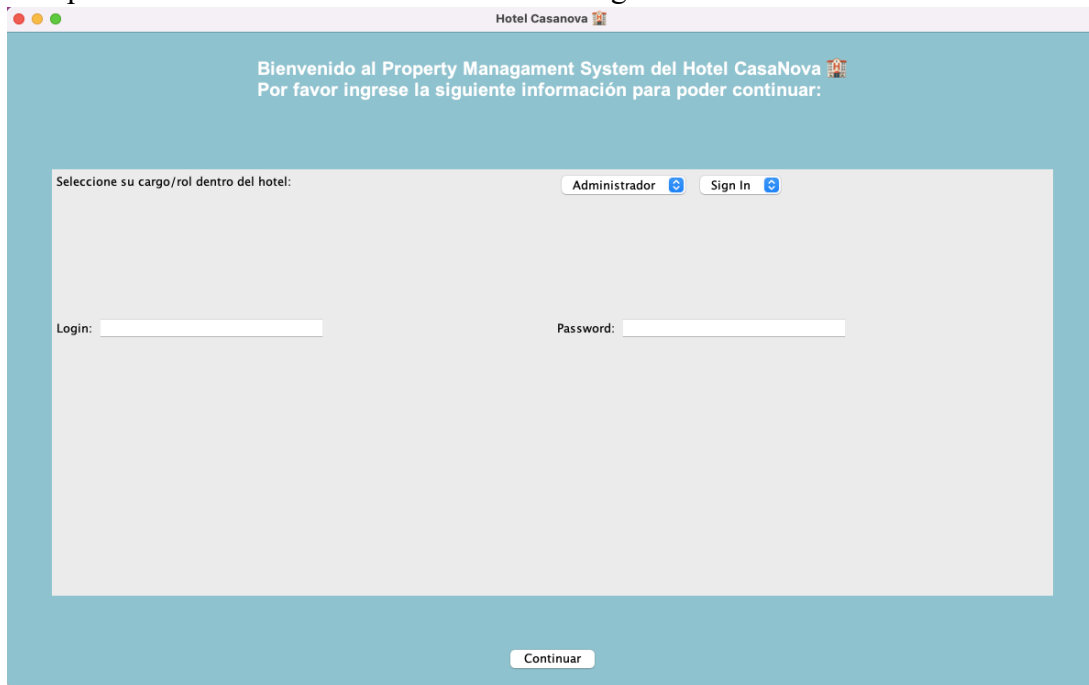 Hotel Casanova 🏨
Bienvenido al Property Managament System del Hotel CasaNova 🏨
Por favor ingrese la siguiente información para poder continuar:
Seleccione su cargo/rol dentro del hotel: Administrador Sign In
Login: Password:
Continuar